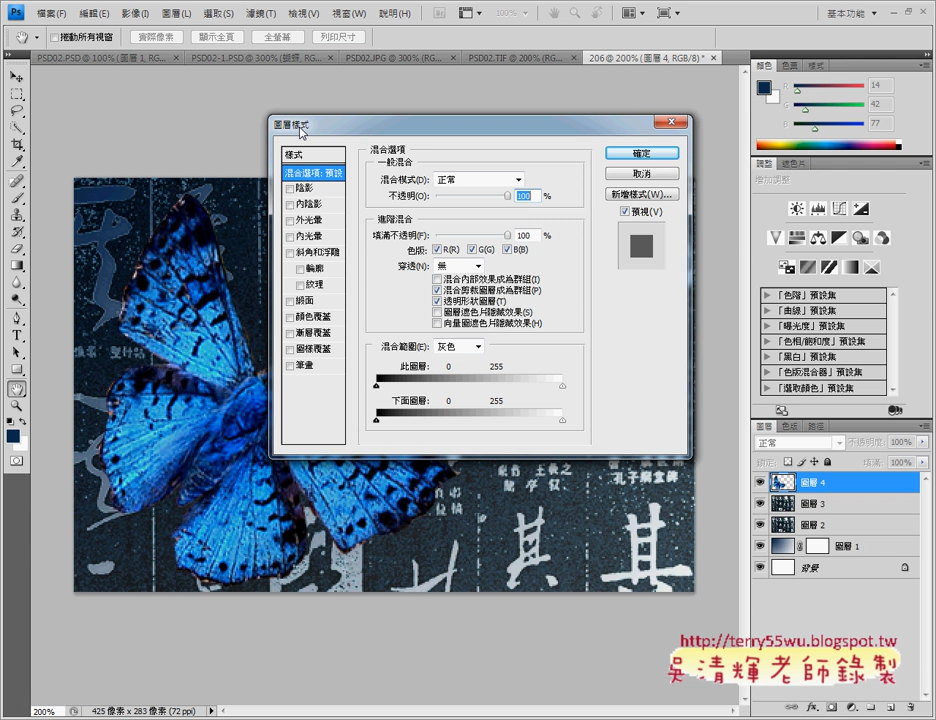 Ps 檔案(F) 編輯(E) 影像(I) 圖層(L) 選取(S) 濾鏡(T) 檢視(V) 視窗(W) 說明(H) 100% 基本功能
捲動所有視窗 實際像素 顯示全頁 全螢幕 列印尺寸
PSD02.PSD @ 100% (圖層 1, RG... × PSD02-1.PSD @ 300% (蝴蝶, RG... × PSD02.JPG @ 300% (RG... × PSD02.TIF @ 200% (RG... × 206 @ 200% (圖層 4, RGB/8) * ×
顏色 色票 樣式
R 14
G 42
B 77
圖層樣式
樣式
混合選項: 預設
陰影
內陰影
外光暈
內光暈
斜角和浮雕
輪廓
紋理
緞面
顏色覆蓋
漸層覆蓋
圖樣覆蓋
筆畫
混合選項
一般混合
混合模式(D): 正常
不透明(O): 100 %
進階混合
填滿不透明(F): 100 %
色版: R(R) G(G) B(B)
穿透(N): 無
混合內部效果成為群組(I)
混合剪裁圖層成為群組(P)
透明形狀圖層(T)
圖層遮色片隱藏效果(S)
向量圖遮色片隱藏效果(H)
混合範圍(E): 灰色
此圖層: 0 255
下面圖層: 0 255
確定
取消
新增樣式(W)...
預視(V)
調整 遮色片
增加調整
「色階」預設集
「曲線」預設集
「曝光度」預設集
「色相/飽和度」預設集
「黑白」預設集
「色版混合器」預設集
「選取顏色」預設集
圖層 色版 路徑
正常 不透明度: 100%
鎖定: 填滿: 100%
圖層 4
圖層 3
圖層 2
圖層 1
背景
其
其
http://terry55wu.blogspot.tw
吳清輝老師錄製
200% 425 像素 x 283 像素 (72 ppi)